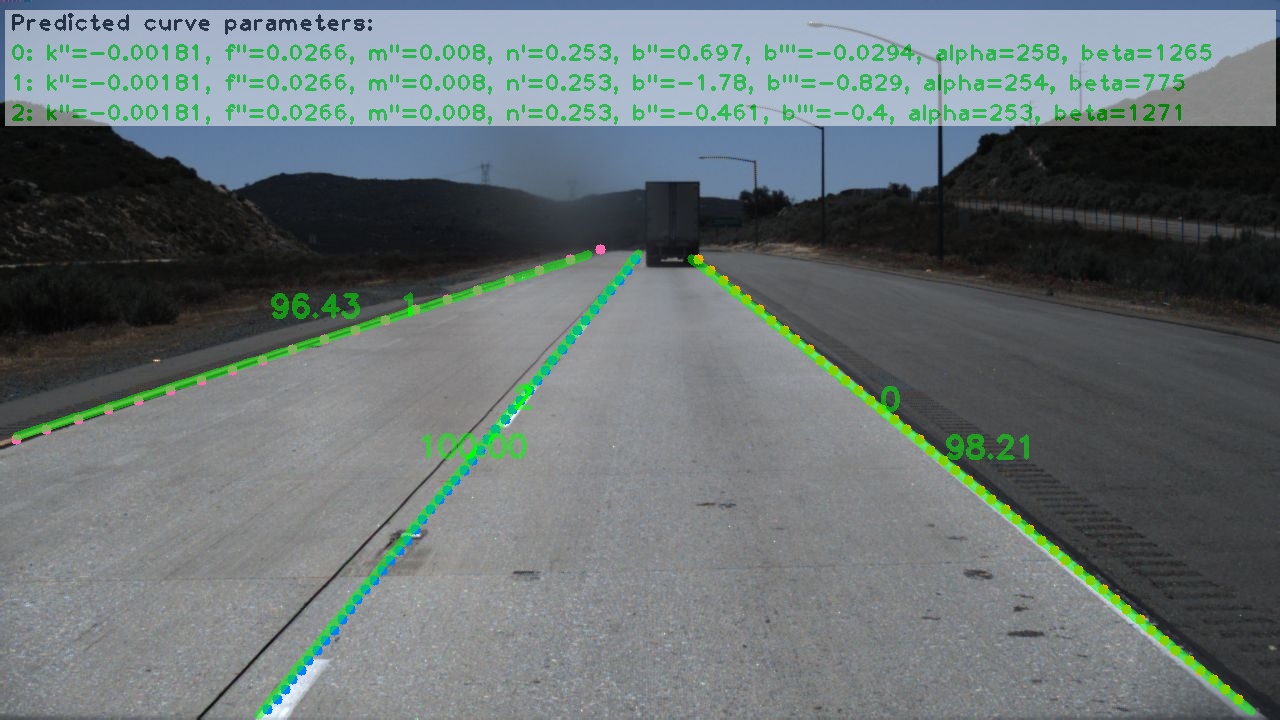 Predicted curve parameters:
0: k"=-0.00181, f"=0.0266, m"=0.008, n'=0.253, b"=0.697, b'''=-0.0294, alpha=258, beta=1265
1: k"=-0.00181, f"=0.0266, m"=0.008, n'=0.253, b"=-1.78, b'''=-0.829, alpha=254, beta=775
2: k"=-0.00181, f"=0.0266, m"=0.008, n'=0.253, b"=-0.461, b'''=-0.4, alpha=253, beta=1271
96.43 1
0
100.00 98.21